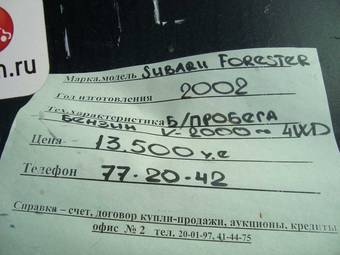 m.ru
Марка.модель SUBARU FORESTER
Год изготовления 2002
Тех.характеристика Б/ПРОБЕГА
БЕНЗИН V-2000~ 4WD
Цена 13.500 у.е
Телефон 77-20-42
Справка – счет, договор купли-продажи, аукционы, кредиты
офис № 2 тел. 20-01-97, 41-44-75